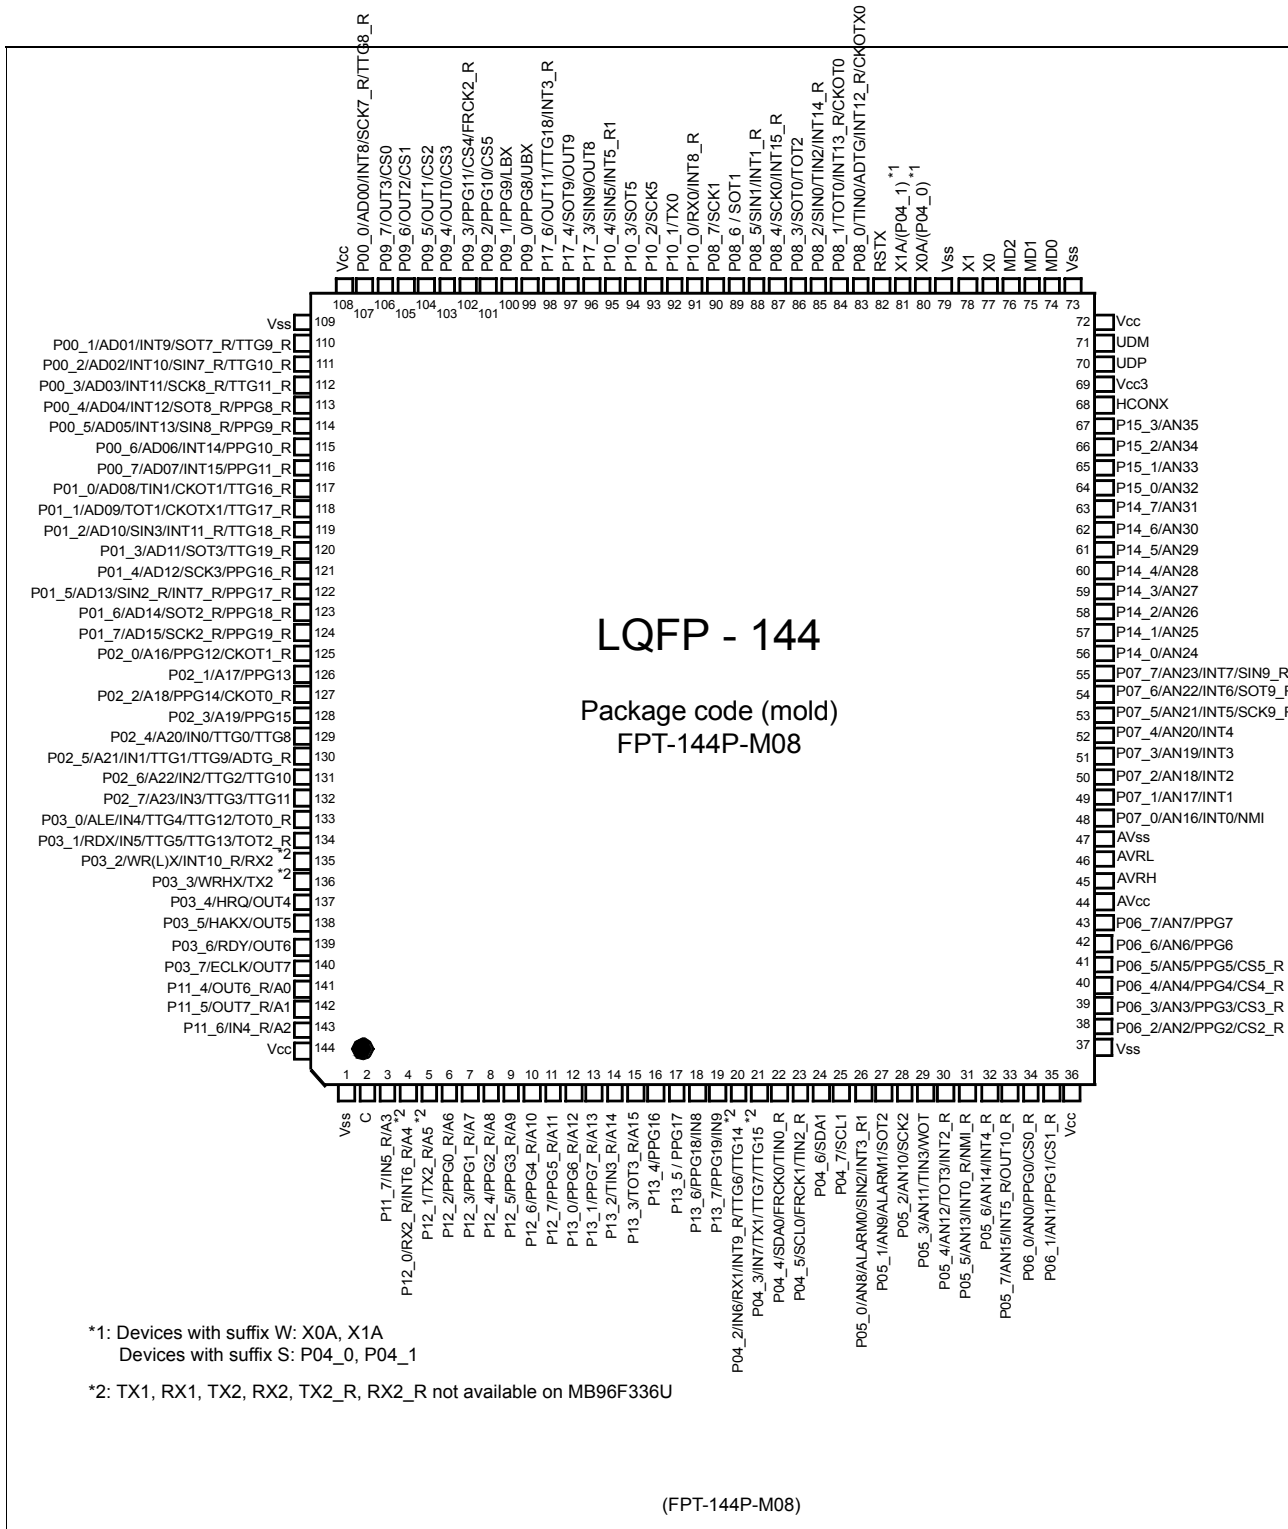 P00_0/AD00/INT8/SCK7_R/TTG8_R
P09_7/OUT3/CS0
P09_6/OUT2/CS1
P09_5/OUT1/CS2
P09_4/OUT0/CS3
P09_3/PPG11/CS4/FRCK2_R
P09_2/PPG10/CS5
P09_1/PPG9/LBX
P09_0/PPG8/UBX
P17_6/OUT11/TTG18/INT3_R
P17_4/SOT9/OUT9
P17_3/SIN9/OUT8
P10_4/SIN5/INT5_R1
P10_3/SOT5
P10_2/SCK5
P10_1/TX0
P10_0/RX0/INT8_R
P08_7/SCK1
P08_6 / SOT1
P08_5/SIN1/INT1_R
P08_4/SCK0/INT15_R
P08_3/SOT0/TOT2
P08_2/SIN0/TIN2/INT14_R
P08_1/TOT0/INT13_R/CKOT0
P08_0/TIN0/ADTG/INT12_R/CKOTX0
RSTX
X1A/(P04_1) *1
X0A/(P04_0) *1
Vss
X1
X0
MD2
MD1
MD0
Vss
Vcc
108 107 106 105 104 103 102 101 100 99 98 97 96 95 94 93 92 91 90 89 88 87 86 85 84 83 82 81 80 79 78 77 76 75 74 73
Vss 109
P00_1/AD01/INT9/SOT7_R/TTG9_R 110
P00_2/AD02/INT10/SIN7_R/TTG10_R 111
P00_3/AD03/INT11/SCK8_R/TTG11_R 112
P00_4/AD04/INT12/SOT8_R/PPG8_R 113
P00_5/AD05/INT13/SIN8_R/PPG9_R 114
P00_6/AD06/INT14/PPG10_R 115
P00_7/AD07/INT15/PPG11_R 116
P01_0/AD08/TIN1/CKOT1/TTG16_R 117
P01_1/AD09/TOT1/CKOTX1/TTG17_R 118
P01_2/AD10/SIN3/INT11_R/TTG18_R 119
P01_3/AD11/SOT3/TTG19_R 120
P01_4/AD12/SCK3/PPG16_R 121
P01_5/AD13/SIN2_R/INT7_R/PPG17_R 122
P01_6/AD14/SOT2_R/PPG18_R 123
P01_7/AD15/SCK2_R/PPG19_R 124
P02_0/A16/PPG12/CKOT1_R 125
P02_1/A17/PPG13 126
P02_2/A18/PPG14/CKOT0_R 127
P02_3/A19/PPG15 128
P02_4/A20/IN0/TTG0/TTG8 129
P02_5/A21/IN1/TTG1/TTG9/ADTG_R 130
P02_6/A22/IN2/TTG2/TTG10 131
P02_7/A23/IN3/TTG3/TTG11 132
P03_0/ALE/IN4/TTG4/TTG12/TOT0_R 133
P03_1/RDX/IN5/TTG5/TTG13/TOT2_R 134
P03_2/WR(L)X/INT10_R/RX2 *2 135
P03_3/WRHX/TX2 *2 136
P03_4/HRQ/OUT4 137
P03_5/HAKX/OUT5 138
P03_6/RDY/OUT6 139
P03_7/ECLK/OUT7 140
P11_4/OUT6_R/A0 141
P11_5/OUT7_R/A1 142
P11_6/IN4_R/A2 143
Vcc 144
LQFP - 144
Package code (mold)
FPT-144P-M08
72 Vcc
71 UDM
70 UDP
69 Vcc3
68 HCONX
67 P15_3/AN35
66 P15_2/AN34
65 P15_1/AN33
64 P15_0/AN32
63 P14_7/AN31
62 P14_6/AN30
61 P14_5/AN29
60 P14_4/AN28
59 P14_3/AN27
58 P14_2/AN26
57 P14_1/AN25
56 P14_0/AN24
55 P07_7/AN23/INT7/SIN9_R
54 P07_6/AN22/INT6/SOT9_R
53 P07_5/AN21/INT5/SCK9_R
52 P07_4/AN20/INT4
51 P07_3/AN19/INT3
50 P07_2/AN18/INT2
49 P07_1/AN17/INT1
48 P07_0/AN16/INT0/NMI
47 AVss
46 AVRL
45 AVRH
44 AVcc
43 P06_7/AN7/PPG7
42 P06_6/AN6/PPG6
41 P06_5/AN5/PPG5/CS5_R
40 P06_4/AN4/PPG4/CS4_R
39 P06_3/AN3/PPG3/CS3_R
38 P06_2/AN2/PPG2/CS2_R
37 Vss
1 2 3 4 5 6 7 8 9 10 11 12 13 14 15 16 17 18 19 20 21 22 23 24 25 26 27 28 29 30 31 32 33 34 35 36
Vss
C
P11_7/IN5_R/A3
P12_0/RX2_R/INT6_R/A4 *2
P12_1/TX2_R/A5 *2
P12_2/PPG0_R/A6
P12_3/PPG1_R/A7
P12_4/PPG2_R/A8
P12_5/PPG3_R/A9
P12_6/PPG4_R/A10
P12_7/PPG5_R/A11
P13_0/PPG6_R/A12
P13_1/PPG7_R/A13
P13_2/TIN3_R/A14
P13_3/TOT3_R/A15
P13_4/PPG16
P13_5 / PPG17
P13_6/PPG18/IN8
P13_7/PPG19/IN9
P04_2/IN6/RX1/INT9_R/TTG6/TTG14 *2
P04_3/IN7/TX1/TTG7/TTG15 *2
P04_4/SDA0/FRCK0/TIN0_R
P04_5/SCL0/FRCK1/TIN2_R
P04_6/SDA1
P04_7/SCL1
P05_0/AN8/ALARM0/SIN2/INT3_R1
P05_1/AN9/ALARM1/SOT2
P05_2/AN10/SCK2
P05_3/AN11/TIN3/WOT
P05_4/AN12/TOT3/INT2_R
P05_5/AN13/INT0_R/NMI_R
P05_6/AN14/INT4_R
P05_7/AN15/INT5_R/OUT10_R
P06_0/AN0/PPG0/CS0_R
P06_1/AN1/PPG1/CS1_R
Vcc
*1: Devices with suffix W: X0A, X1A
Devices with suffix S: P04_0, P04_1
*2: TX1, RX1, TX2, RX2, TX2_R, RX2_R not available on MB96F336U
(FPT-144P-M08)